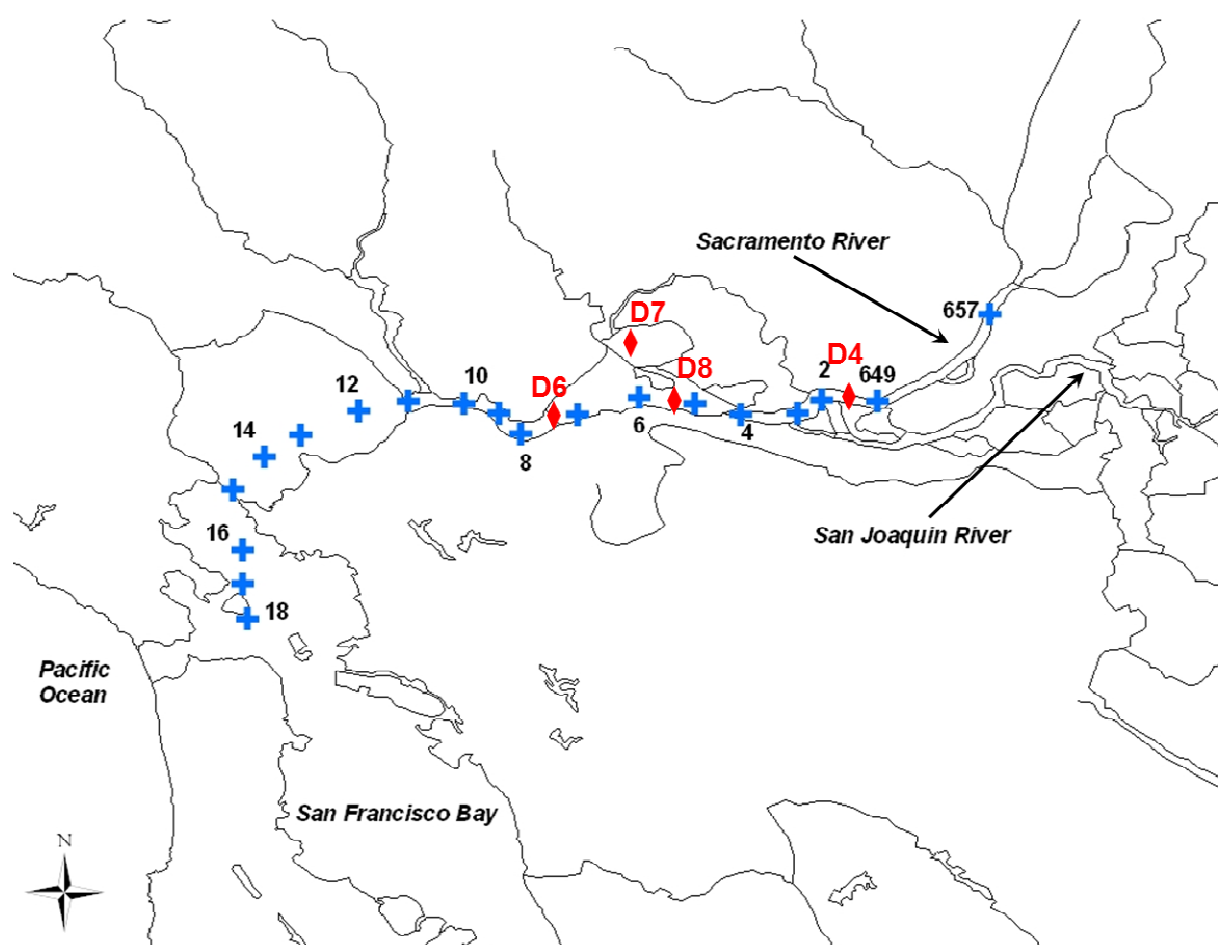 Sacramento River
657
D7
D8
D4
2
649
12
10
D6
14
6
4
8
16
San Joaquin River
18
Pacific
Ocean
San Francisco Bay
N